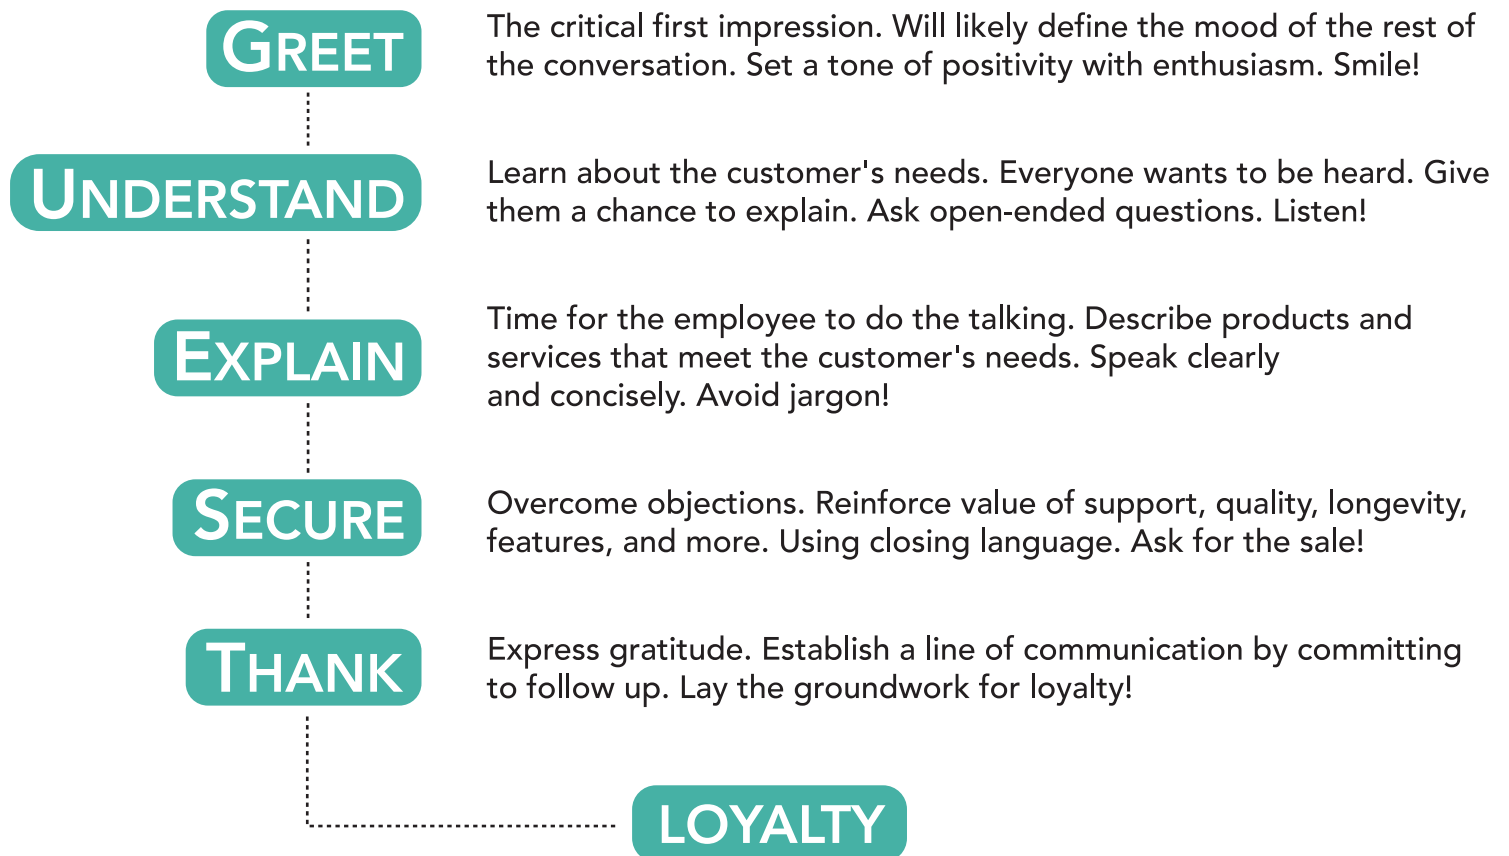 GREET
The critical first impression. Will likely define the mood of the rest of
the conversation. Set a tone of positivity with enthusiasm. Smile!
UNDERSTAND
Learn about the customer's needs. Everyone wants to be heard. Give
them a chance to explain. Ask open-ended questions. Listen!
EXPLAIN
Time for the employee to do the talking. Describe products and
services that meet the customer's needs. Speak clearly
and concisely. Avoid jargon!
SECURE
Overcome objections. Reinforce value of support, quality, longevity,
features, and more. Using closing language. Ask for the sale!
THANK
Express gratitude. Establish a line of communication by committing
to follow up. Lay the groundwork for loyalty!
LOYALTY